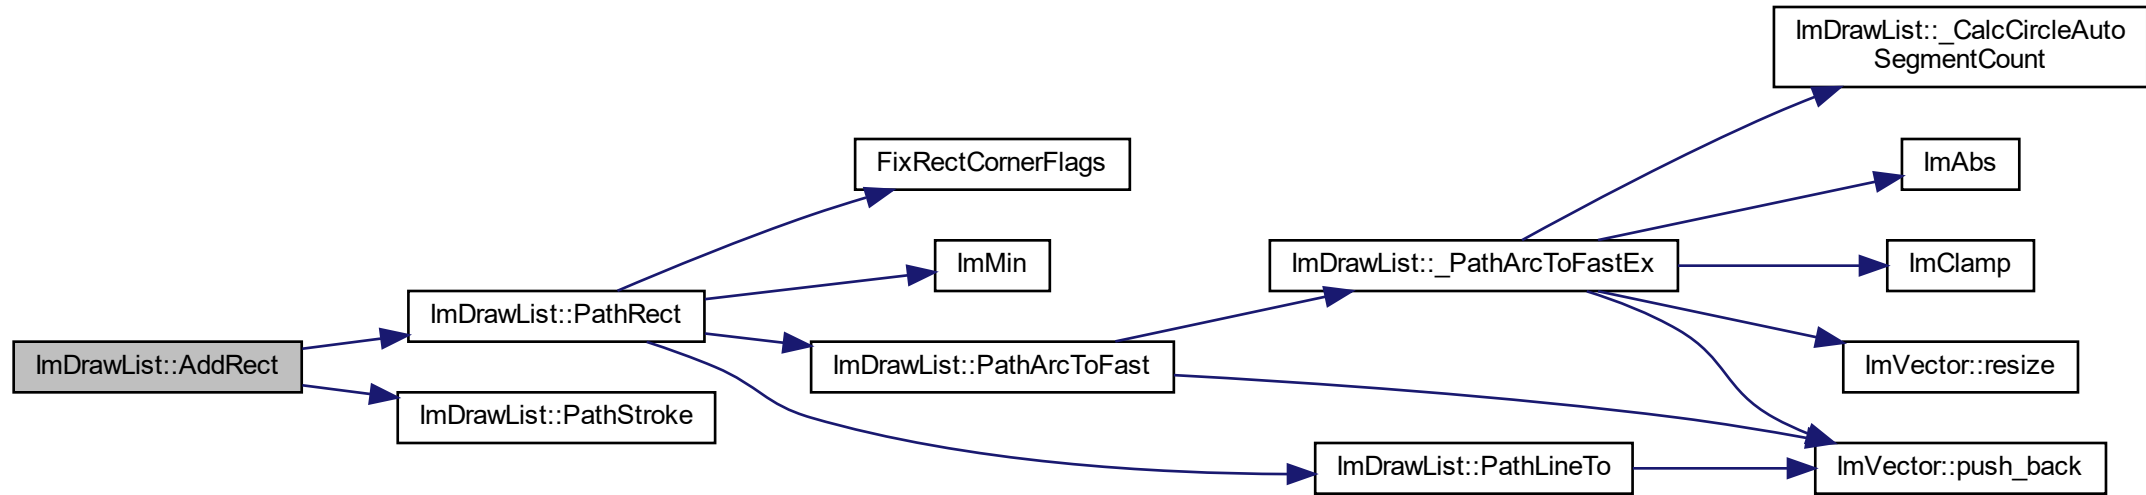 ImDrawList::_CalcCircleAuto
SegmentCount
FixRectCornerFlags
ImAbs
ImMin
ImDrawList::_PathArcToFastEx
ImClamp
ImDrawList::PathRect
ImDrawList::AddRect
ImDrawList::PathArcToFast
ImVector::resize
ImDrawList::PathStroke
ImDrawList::PathLineTo
ImVector::push_back